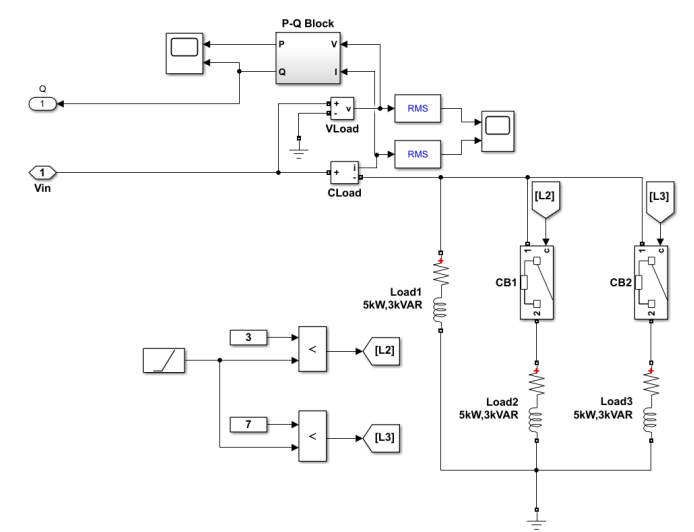 P-Q Block
P
V
Q
I
Q
1
+
v
-
VLoad
RMS
RMS
1
Vin
+
i
-
CLoad
[L2]
[L3]
1
c
CB1
2
1
c
CB2
2
Load1
5kW,3kVAR
3
<
[L2]
7
<
[L3]
Load2
5kW,3kVAR
Load3
5kW,3kVAR